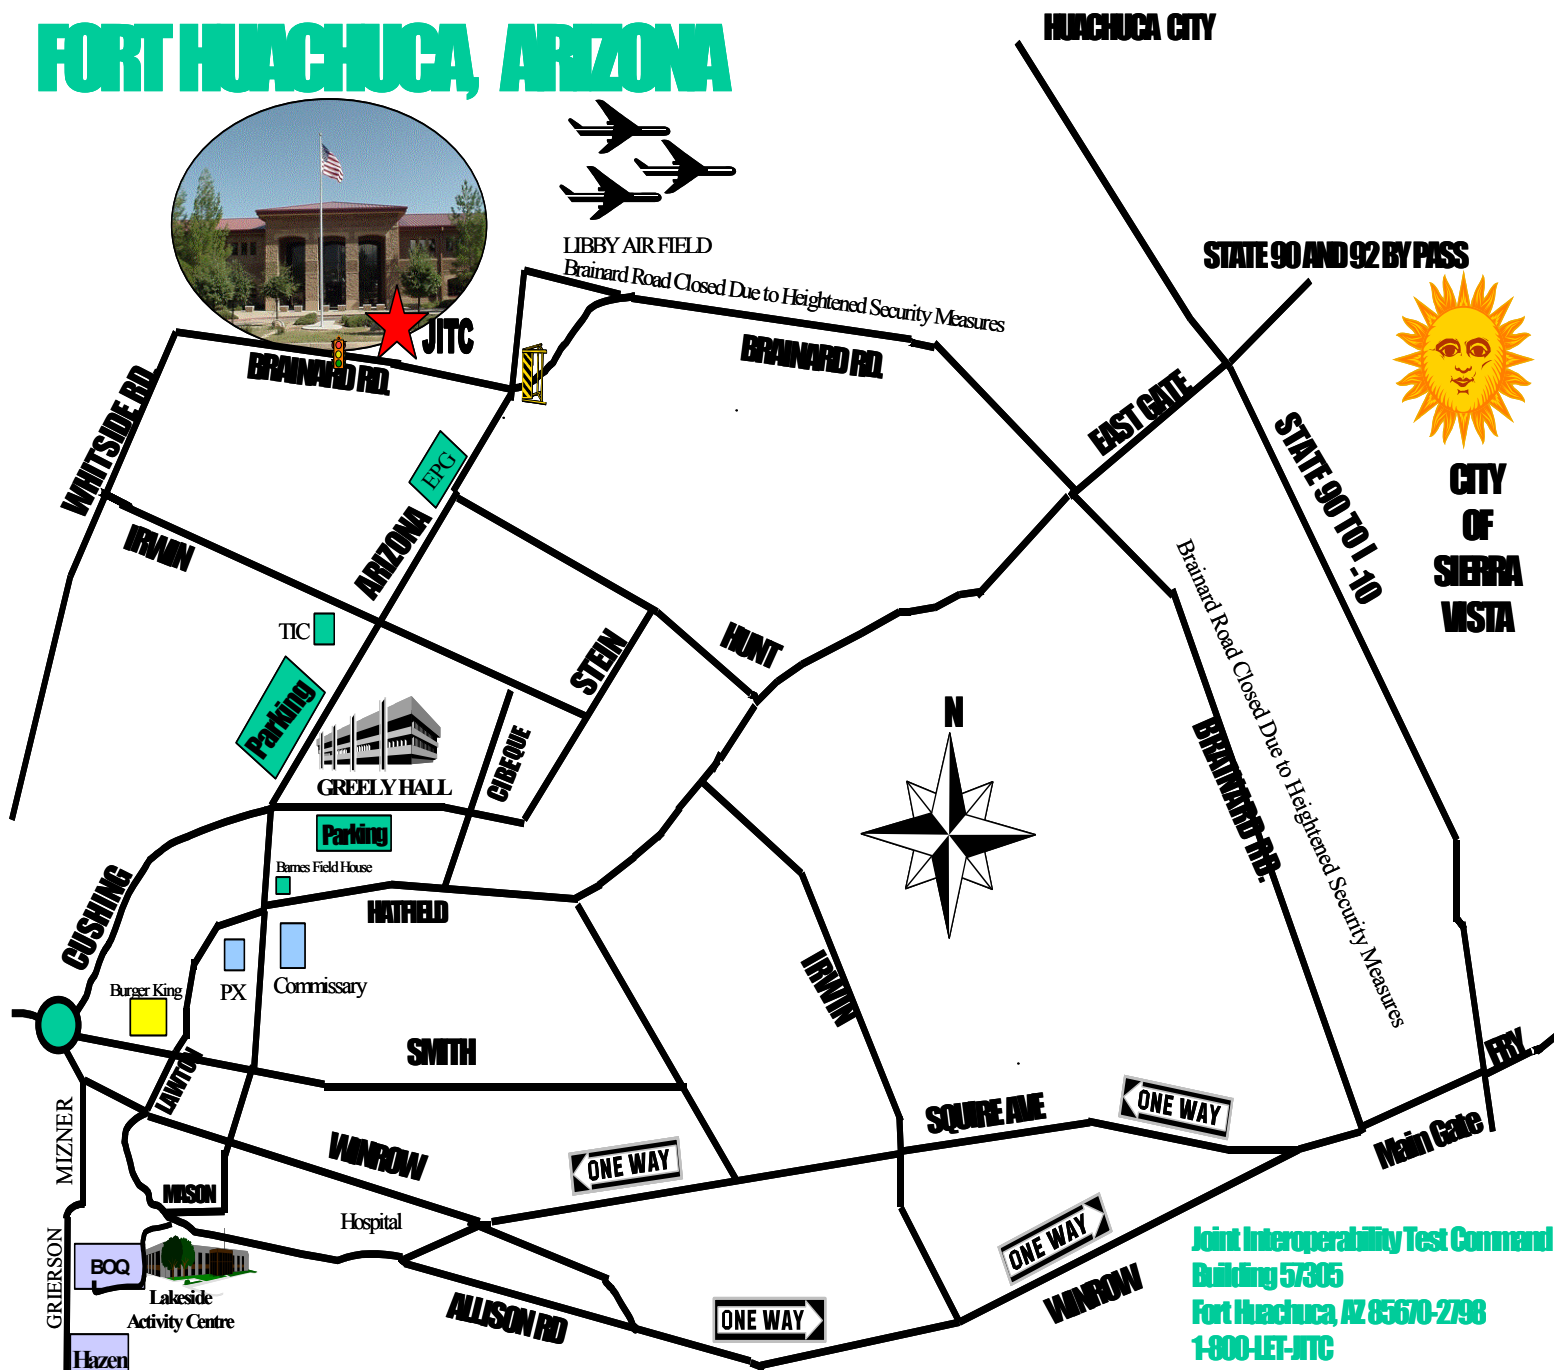 FORT HUACHUCA, ARIZONA
HUACHUCA CITY
STATE 90 AND 92 BY PASS
LIBBY AIR FIELD
Brainard Road Closed Due to Heightened Security Measures
JITC
BRAINARD RD.
BRAINARD RD.
WHITSIDE RD.
EAST GATE
STATE 90 TO I -10
CITY
OF
SIERRA
VISTA
EPG
ARIZONA
IRWIN
TIC
STEIN
HUNT
Brainard Road Closed Due to Heightened Security Measures
Parking
GREELY HALL
CIBEQUE
N
BRAINARD RD.
Parking
Barnes Field House
CUSHING
HATFIELD
Burger King
PX
Commissary
IRWIN
SMITH
FRY
LAWTON
MIZNER
SQUIRE AVE
ONE WAY
Main Gate
WINROW
ONE WAY
MASON
Hospital
GRIERSON
BOQ
ONE WAY
Lakeside
Activity Centre
ALLISON RD
ONE WAY
WINROW
Hazen
Joint Interoperability Test Command
Building 57305
Fort Huachuca, AZ 85670-2798
1-800-LET-JITC